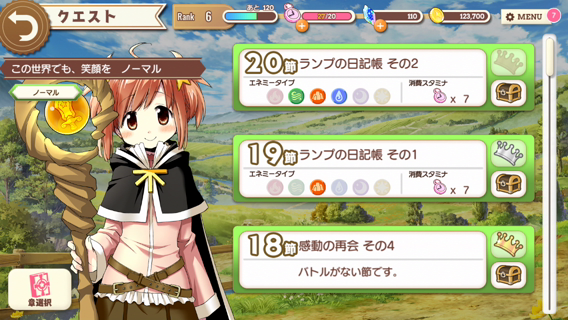 クエスト
Rank 6
あと 120
27/20
110
123,700
MENU
?
この世界でも、笑顔を ノーマル
ノーマル
章選択
20節 ランプの日記帳 その2
エネミータイプ 消費スタミナ
x 7
19節 ランプの日記帳 その1
エネミータイプ 消費スタミナ
x 7
18節 感動の再会 その4
バトルがない節です。